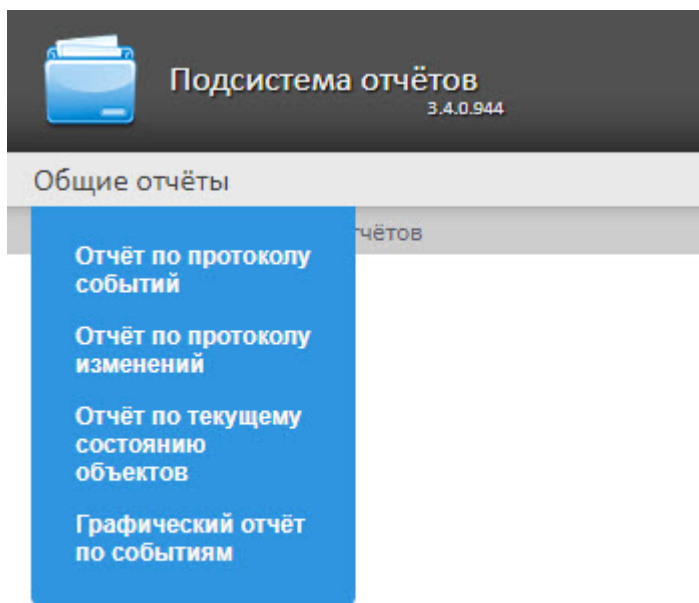 Подсистема отчётов
3.4.0.944
Общие отчёты
чётов
Отчёт по протоколу
событий
Отчёт по протоколу
изменений
Отчёт по текущему
состоянию
объектов
Графический отчёт
по событиям